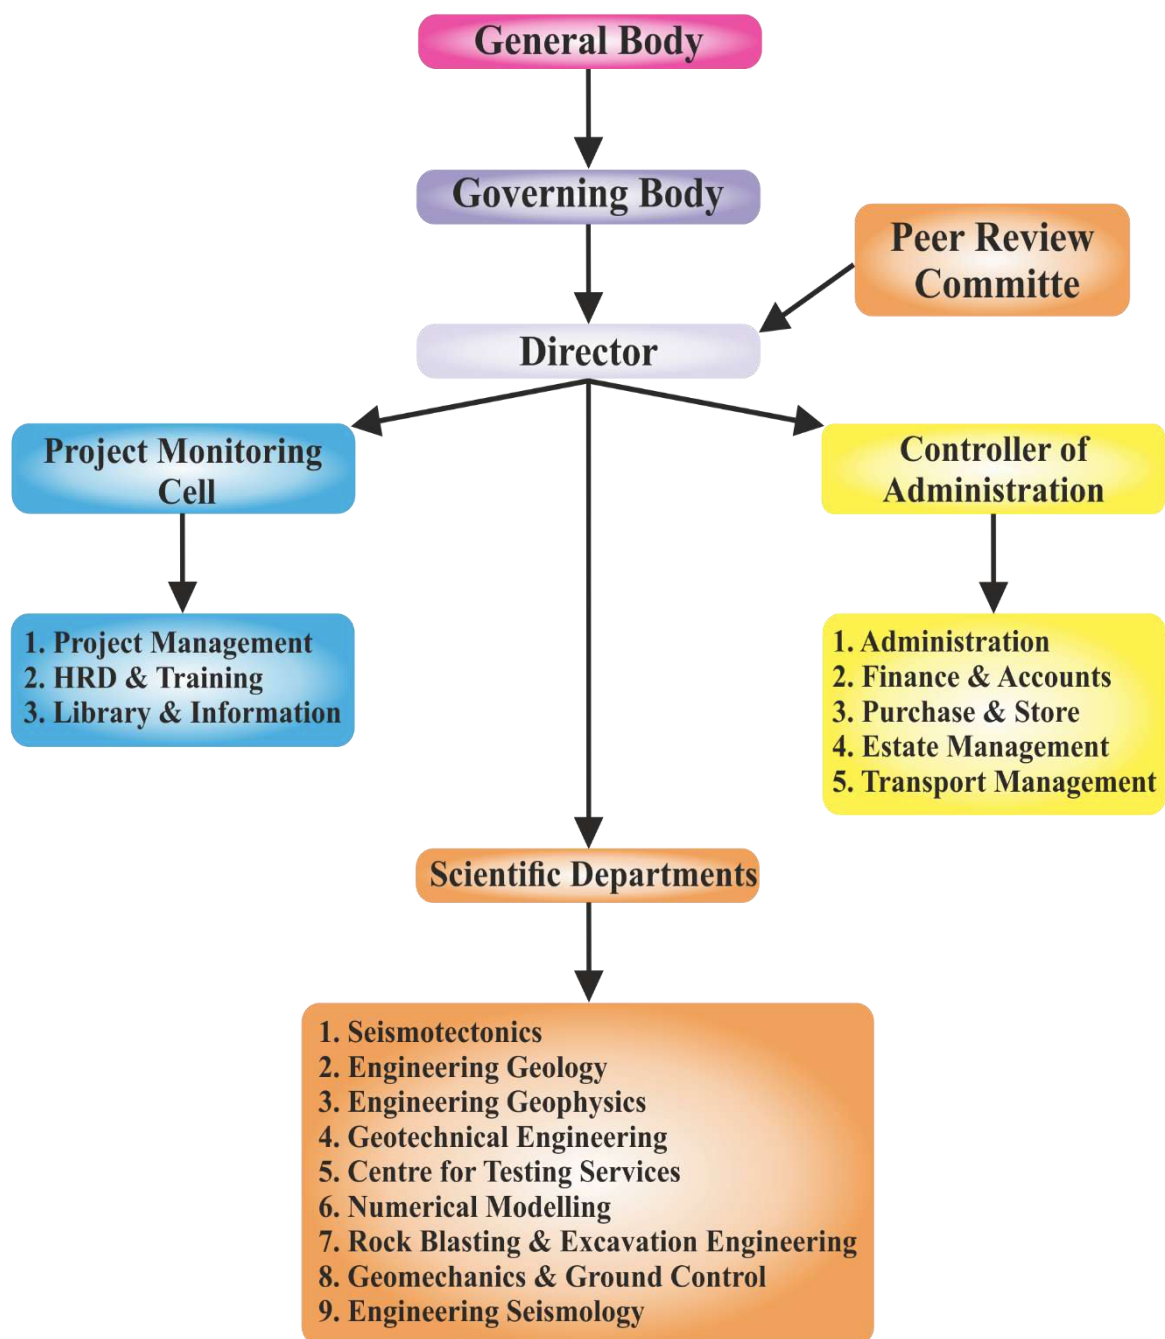 General Body
Governing Body
Peer Review
Committe
Director
Project Monitoring
Cell
Controller of
Administration
1. Project Management
2. HRD & Training
3. Library & Information
1. Administration
2. Finance & Accounts
3. Purchase & Store
4. Estate Management
5. Transport Management
Scientific Departments
1. Seismotectonics
2. Engineering Geology
3. Engineering Geophysics
4. Geotechnical Engineering
5. Centre for Testing Services
6. Numerical Modelling
7. Rock Blasting & Excavation Engineering
8. Geomechanics & Ground Control
9. Engineering Seismology